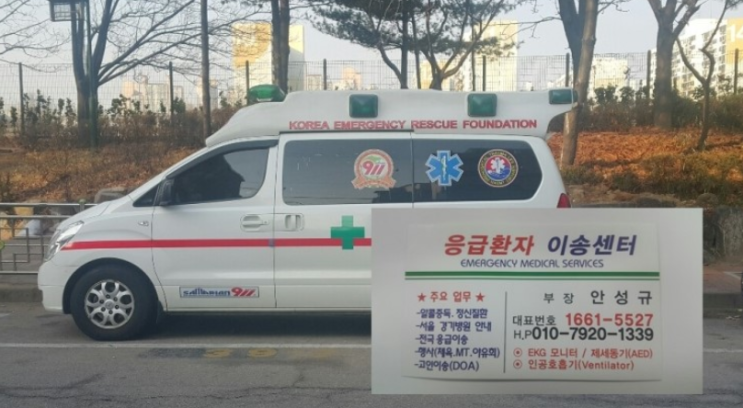 KOREA EMERGENCY RESCUE FOUNDATION
911
911
응급환자 이송센터
EMERGENCY MEDICAL SERVICES
★ 주요 업무 ★
-알콜중독.정신질환
-서울 경기병원 안내
-전국 응급이송
-행사(체육.MT.야유회)
-고인이송(DOA)
부 장 안 성 규
대표번호 1661-5527
H.P 010-7920-1339
⊙ EKG 모니터 / 제세동기(AED)
⊙ 인공호흡기(Ventilator)